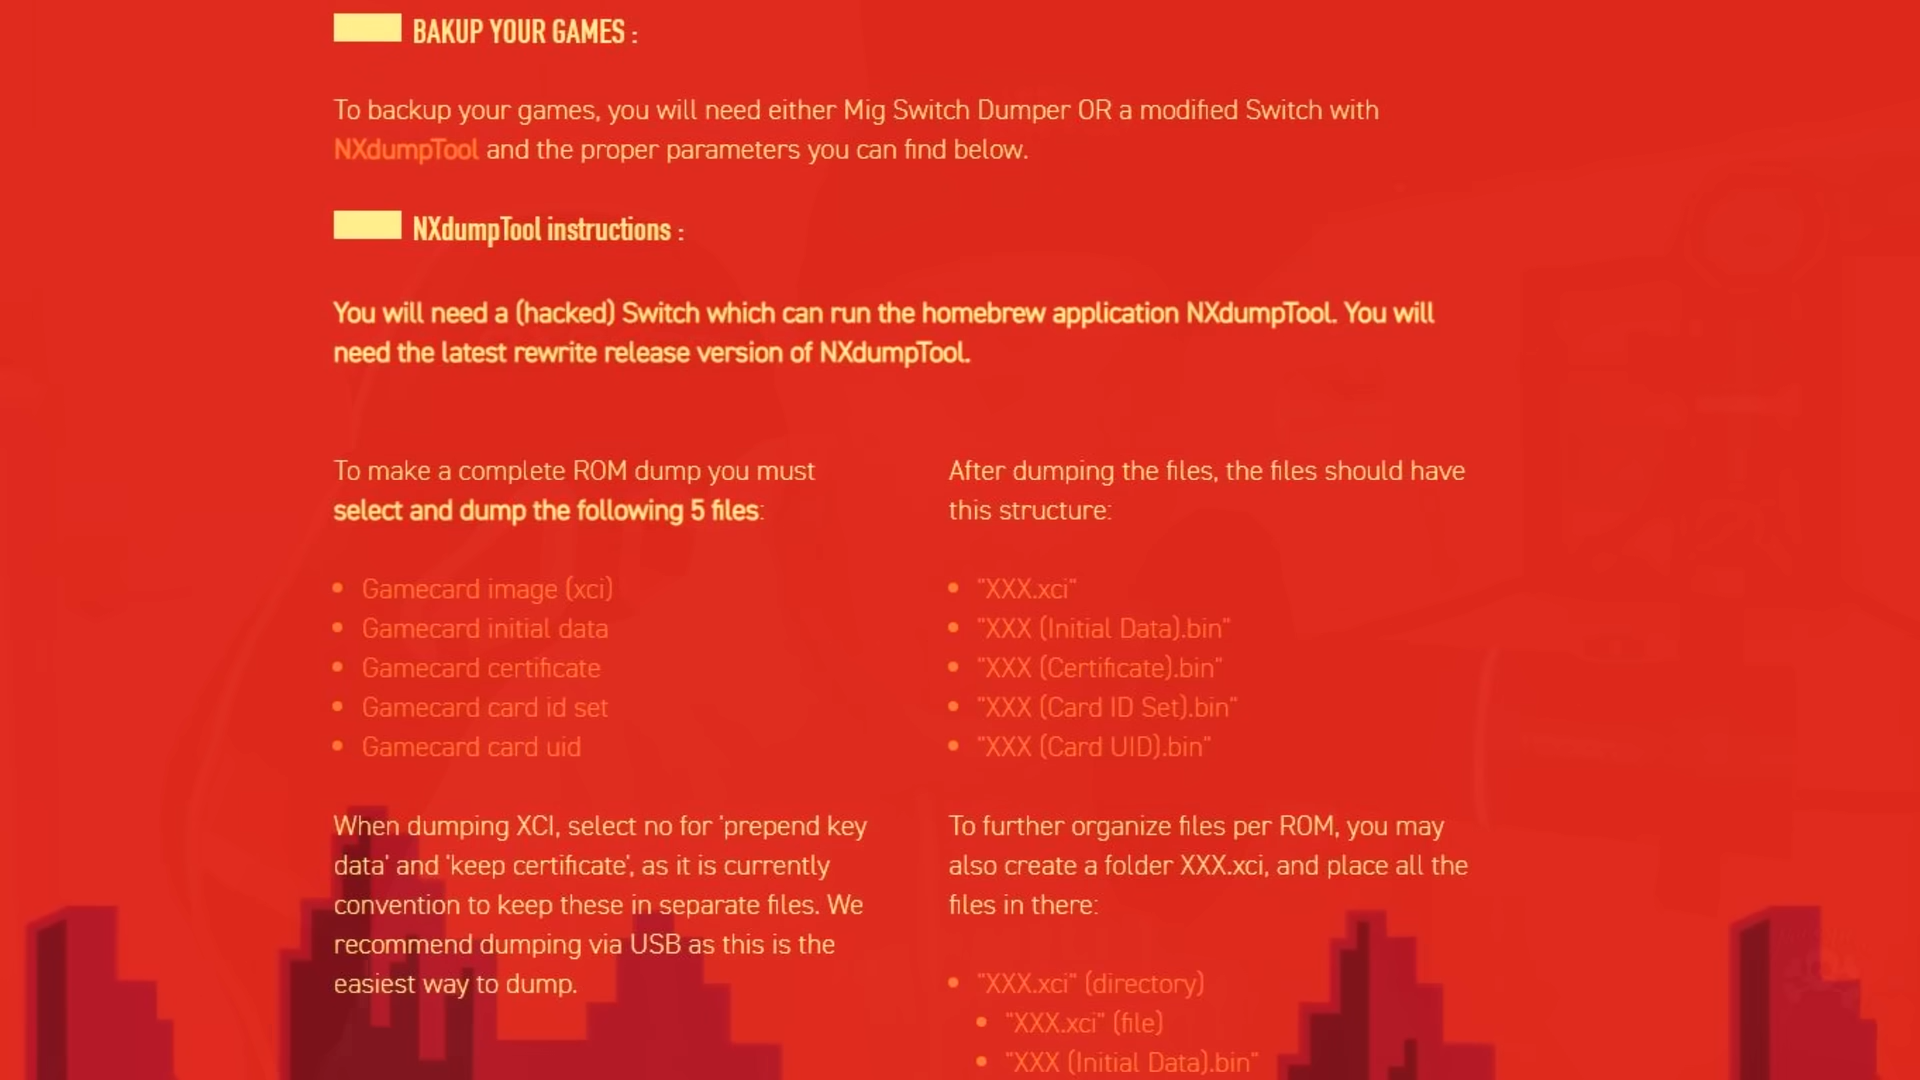 BAKUP YOUR GAMES :
To backup your games, you will need either Mig Switch Dumper OR a modified Switch with
NXdumpTool and the proper parameters you can find below.
NXdumpTool instructions :
You will need a (hacked) Switch which can run the homebrew application NXdumpTool. You will
need the latest rewrite release version of NXdumpTool.
To make a complete ROM dump you must
select and dump the following 5 files:
• Gamecard image (xci)
• Gamecard initial data
• Gamecard certificate
• Gamecard card id set
• Gamecard card uid
When dumping XCI, select no for 'prepend key
data' and 'keep certificate', as it is currently
convention to keep these in separate files. We
recommend dumping via USB as this is the
easiest way to dump.
After dumping the files, the files should have
this structure:
• "XXX.xci"
• "XXX (Initial Data).bin"
• "XXX (Certificate).bin"
• "XXX (Card ID Set).bin"
• "XXX (Card UID).bin"
To further organize files per ROM, you may
also create a folder XXX.xci, and place all the
files in there:
• "XXX.xci" (directory)
• "XXX.xci" (file)
• "XXX (Initial Data).bin"